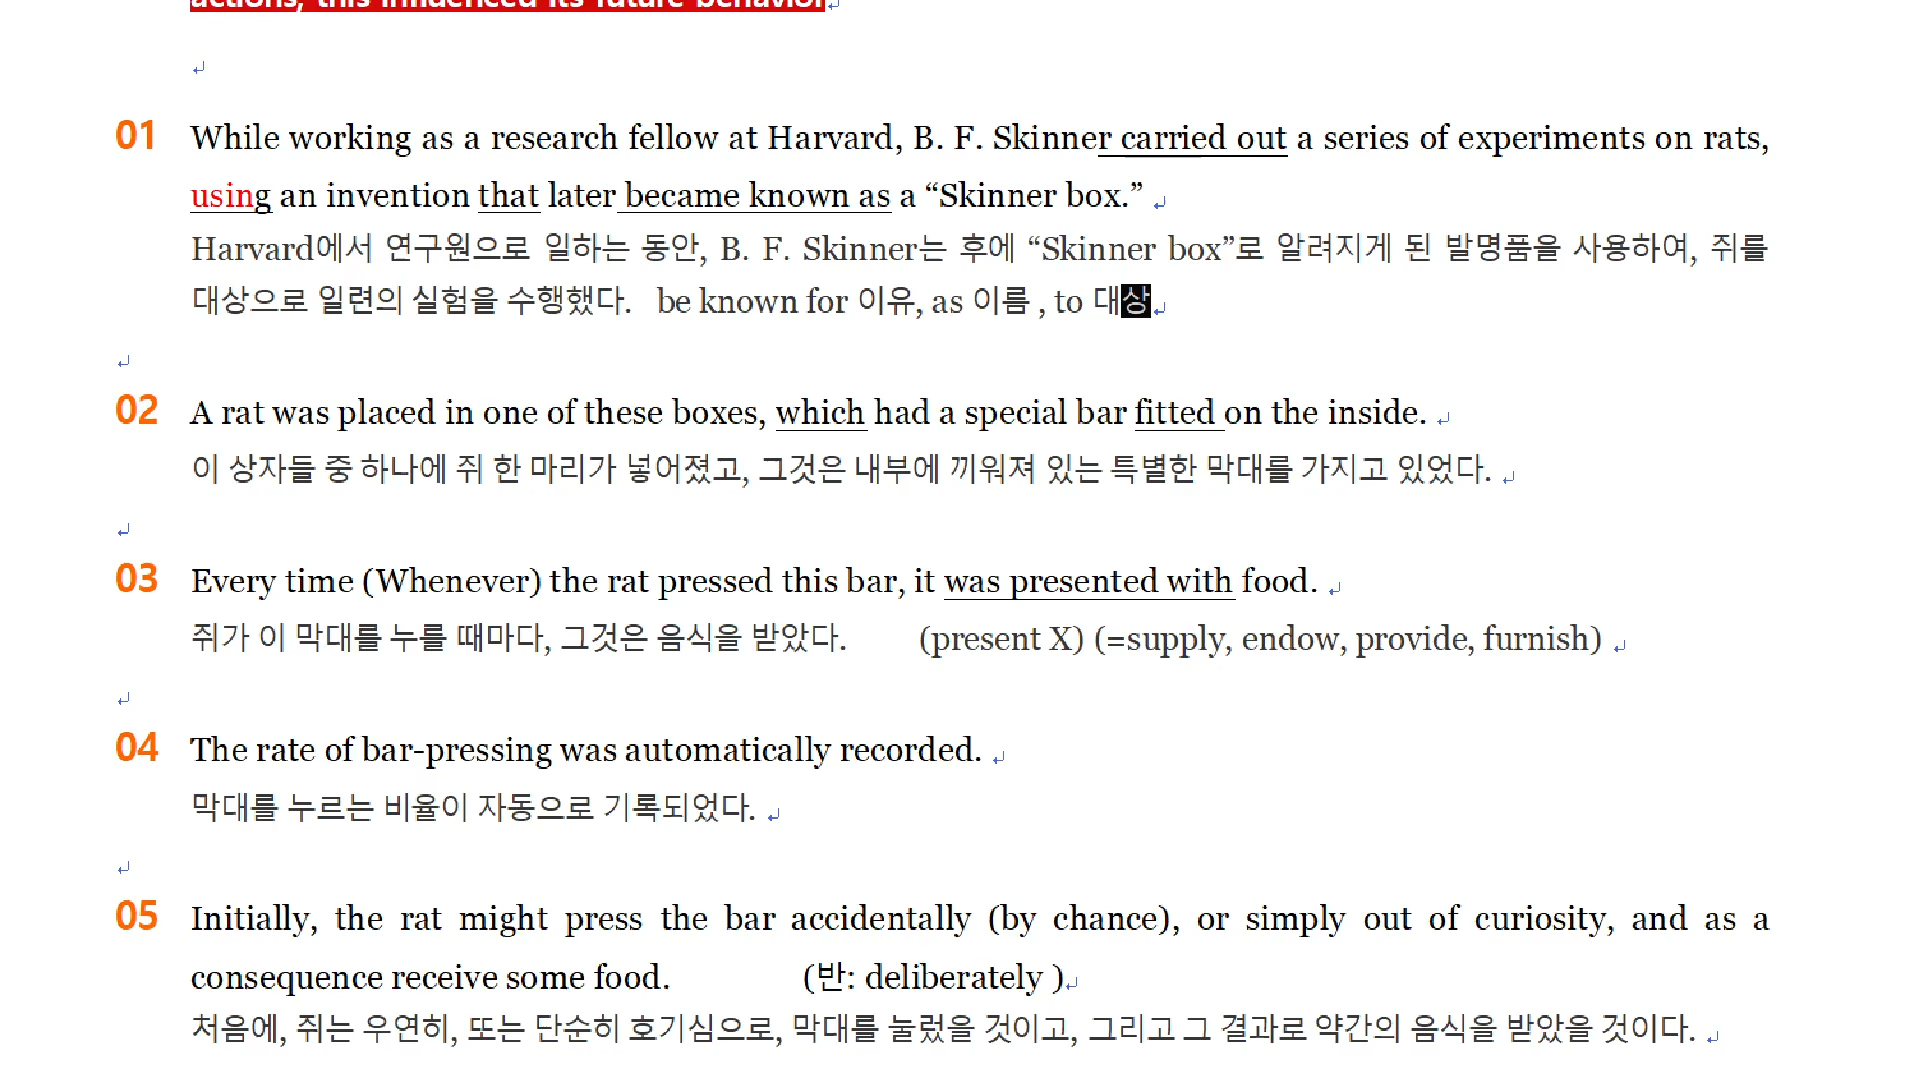 actions, this influenced its future behavior
01 While working as a research fellow at Harvard, B. F. Skinner carried out a series of experiments on rats,
using an invention that later became known as a “Skinner box.”
Harvard에서 연구원으로 일하는 동안, B. F. Skinner는 후에 “Skinner box”로 알려지게 된 발명품을 사용하여, 쥐를
대상으로 일련의 실험을 수행했다. be known for 이유, as 이름 , to 대상
02 A rat was placed in one of these boxes, which had a special bar fitted on the inside.
이 상자들 중 하나에 쥐 한 마리가 넣어졌고, 그것은 내부에 끼워져 있는 특별한 막대를 가지고 있었다.
03 Every time (Whenever) the rat pressed this bar, it was presented with food.
쥐가 이 막대를 누를 때마다, 그것은 음식을 받았다. (present X) (=supply, endow, provide, furnish)
04 The rate of bar-pressing was automatically recorded.
막대를 누르는 비율이 자동으로 기록되었다.
05 Initially, the rat might press the bar accidentally (by chance), or simply out of curiosity, and as a
consequence receive some food. (반: deliberately )
처음에, 쥐는 우연히, 또는 단순히 호기심으로, 막대를 눌렀을 것이고, 그리고 그 결과로 약간의 음식을 받았을 것이다.